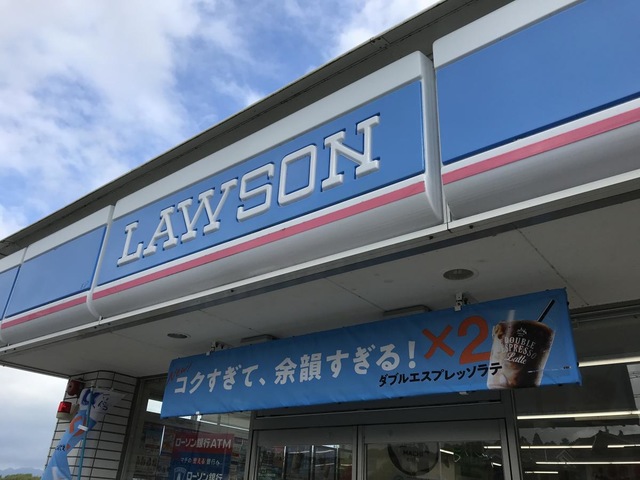 LAWSON
コクすぎて、余韻すぎる!
×2
ダブルエスプレッソラテ
DOUBLE
ESPRESSO
Latte
ローソン銀行ATM
ローソン銀行